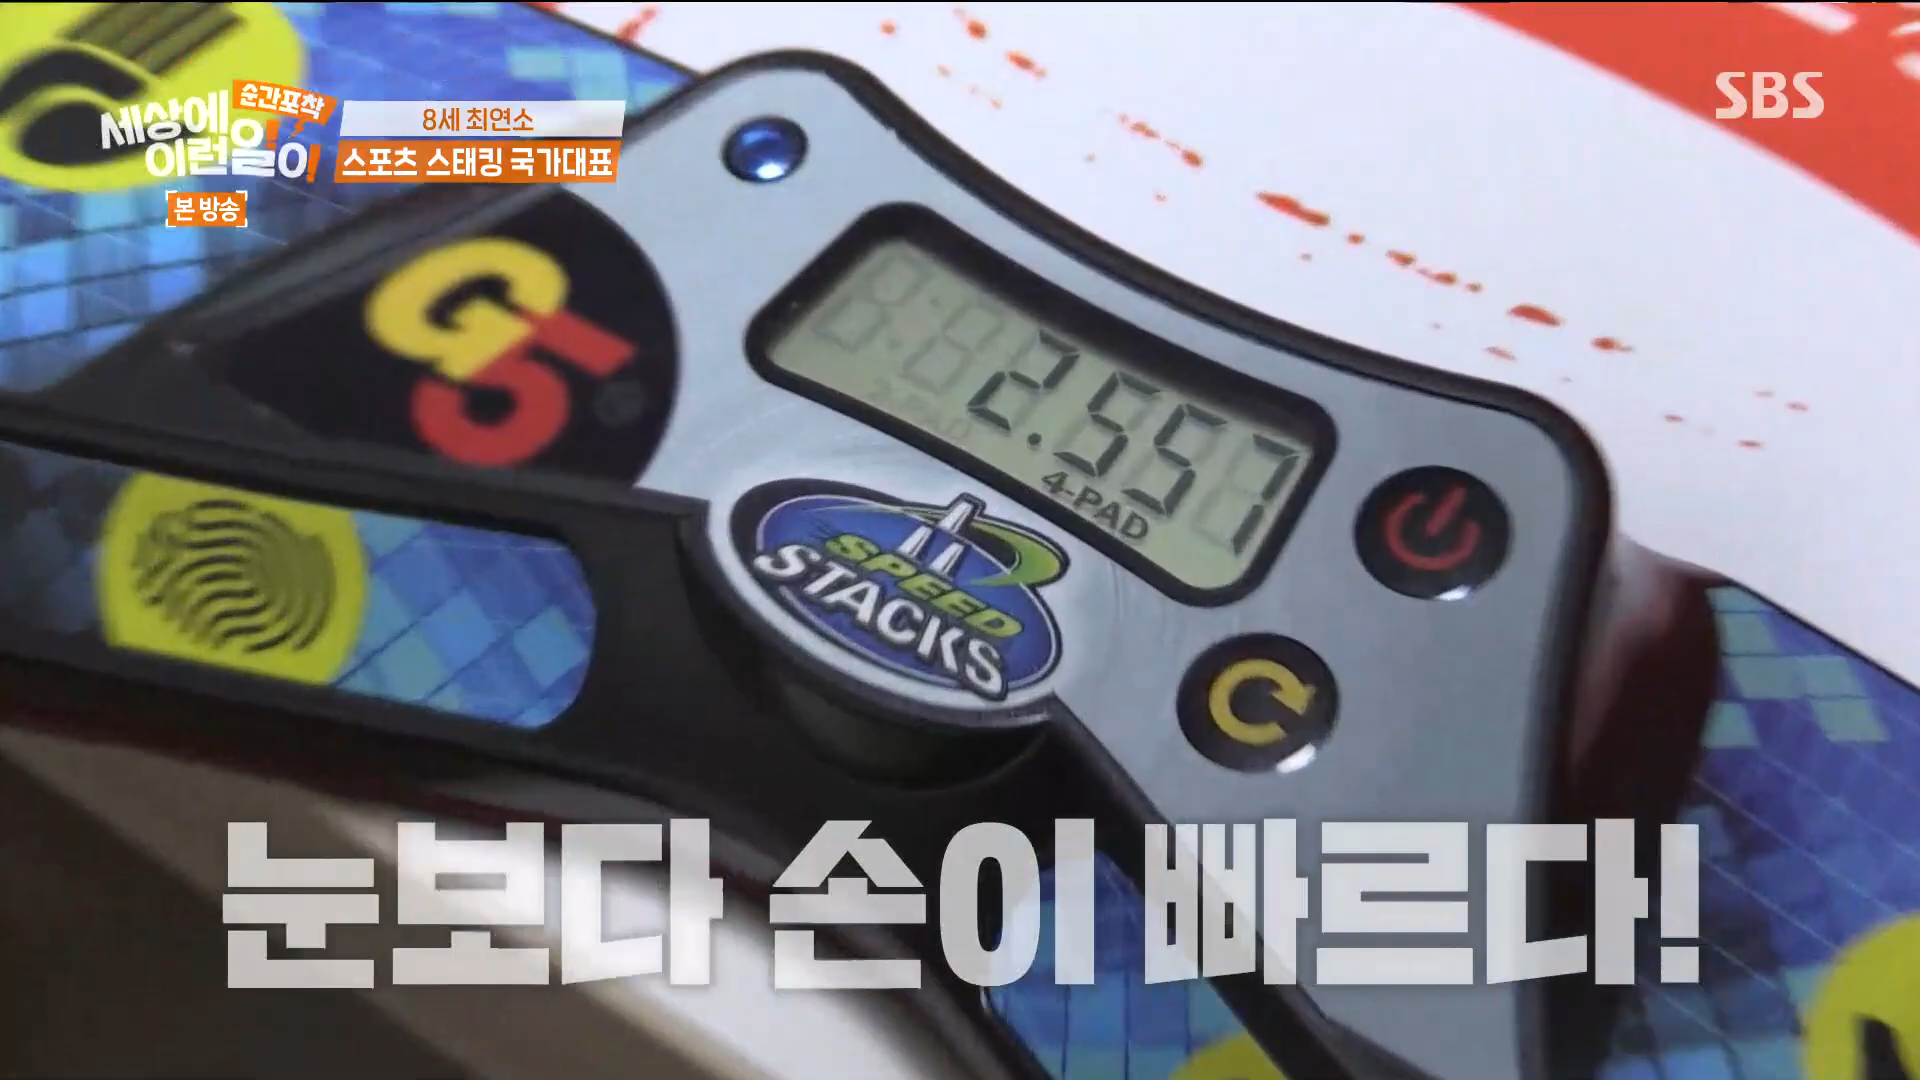 순간포착
세상에
이런일이!
본 방송
8세 최연소
스포츠 스태킹 국가대표
SBS
G5
2.557
2-PAD
4-PAD
SPEED
STACKS
눈보다 손이 빠르다!